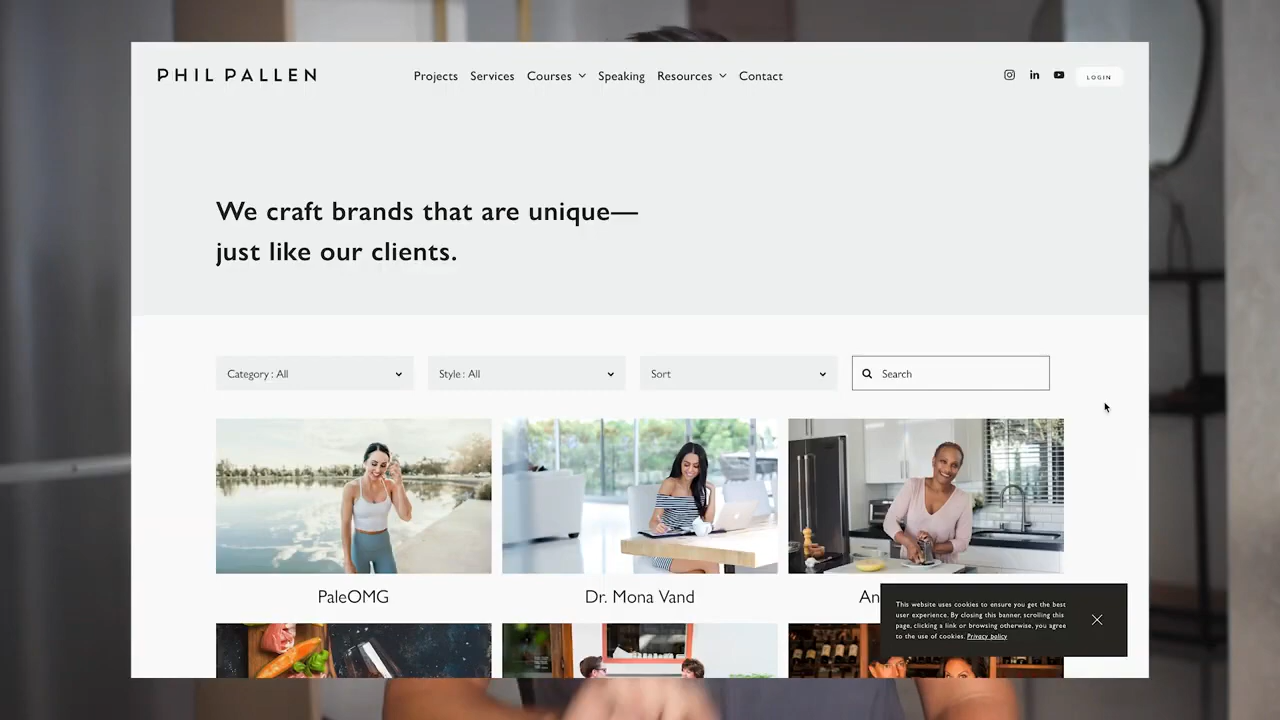 PHIL PALLEN
Projects Services Courses Speaking Resources Contact
LOGIN
We craft brands that are unique—
just like our clients.
Category : All
Style : All
Sort
Search
PaleOMG
Dr. Mona Vand
An
This website uses cookies to ensure you get the best
user experience. By closing this banner, scrolling this
page, clicking a link or browsing otherwise, you agree
to the use of cookies. Privacy policy